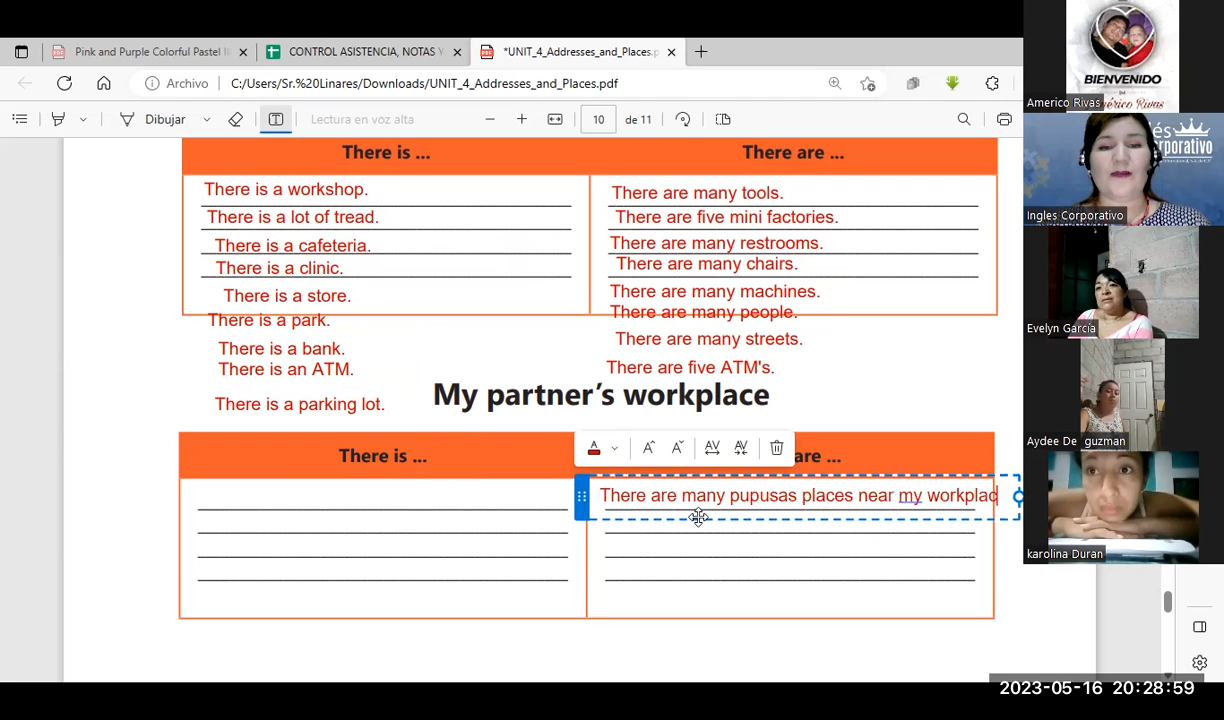 Pink and Purple Colorful Pastel Il
CONTROL ASISTENCIA, NOTAS Y
*UNIT_4_Addresses_and_Places.p
Archivo
C:/Users/Sr.%20Linares/Downloads/UNIT_4_Addresses_and_Places.pdf
Dibujar
Lectura en voz alta
10
de 11
There is ...
There are ...
There is a workshop.
There are many tools.
There is a lot of tread.
There are five mini factories.
There is a cafeteria.
There are many restrooms.
There is a clinic.
There are many chairs.
There is a store.
There are many machines.
There is a park.
There are many people.
There is a bank.
There are many streets.
There is an ATM.
There are five ATM's.
There is a parking lot.
My partner's workplace
There is ...
are ...
There are many pupusas places near my workplac
BIENVENIDO
Américo Rivas
Americo Rivas
Ingles Corporativo
Evelyn García
Aydee De guzman
karolina Duran
2023-05-16 20:28:59